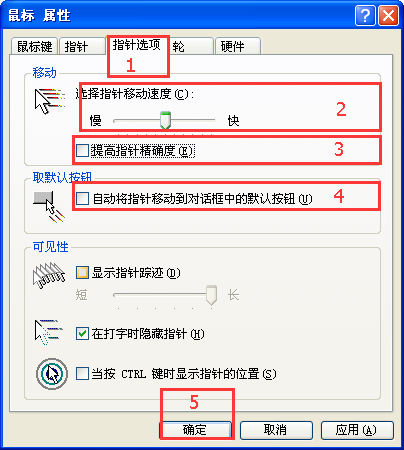 鼠标 属性
鼠标键 指针 指针选项 轮 硬件
1
移动
选择指针移动速度(C):
2
慢 快
提高指针精确度(E)
3
取默认按钮
自动将指针移动到对话框中的默认按钮(U)
4
可见性
显示指针踪迹(D)
短 长
在打字时隐藏指针(H)
当按 CTRL 键时显示指针的位置(S)
5
确定 取消 应用(A)